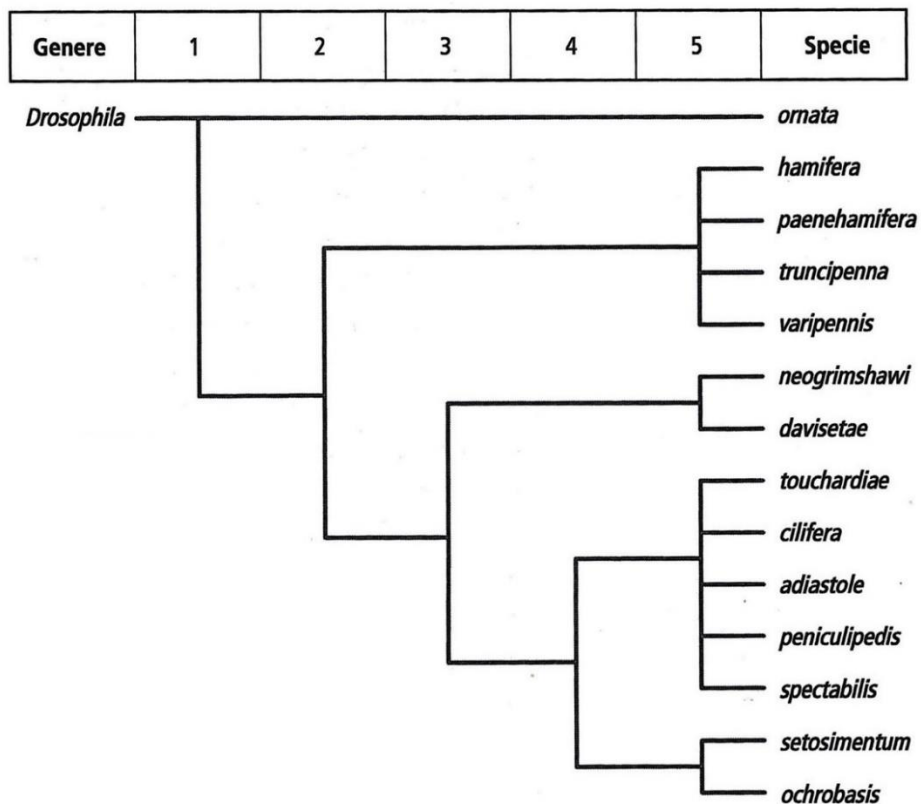 Genere 1 2 3 4 5 Specie
Drosophila ornata
hamifera
paenehamifera
truncipenna
varipennis
neogrimshawi
davisetae
touchardiae
cilifera
adiastole
peniculipedis
spectabilis
setosimentum
ochrobasis